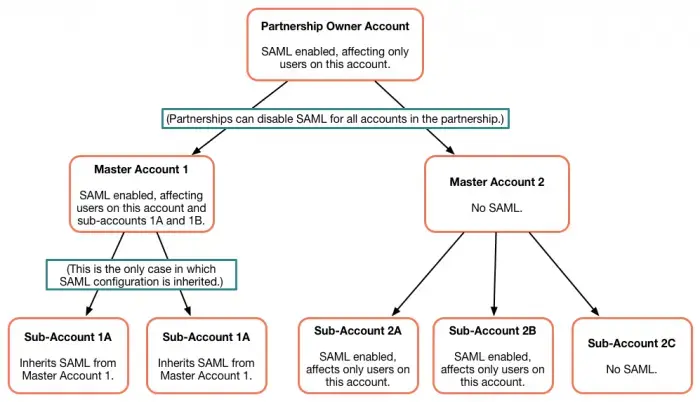 Partnership Owner Account
SAML enabled, affecting only
users on this account.
(Partnerships can disable SAML for all accounts in the partnership.)
Master Account 1
SAML enabled, affecting
users on this account and
sub-accounts 1A and 1B.
Master Account 2
No SAML.
(This is the only case in which
SAML configuration is inherited.)
Sub-Account 1A
Inherits SAML from
Master Account 1.
Sub-Account 1A
Inherits SAML from
Master Account 1.
Sub-Account 2A
SAML enabled,
affects only users on
this account.
Sub-Account 2B
SAML enabled,
affects only users on
this account.
Sub-Account 2C
No SAML.